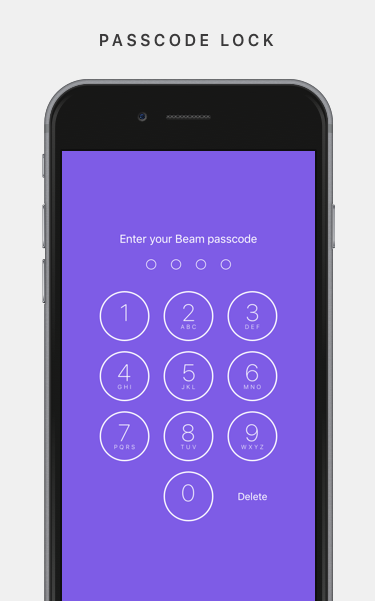 PASSCODE LOCK
Enter your Beam passcode
1 2 3
ABC DEF
4 5 6
GHI JKL MNO
7 8 9
PQRS TUV WXYZ
0 Delete